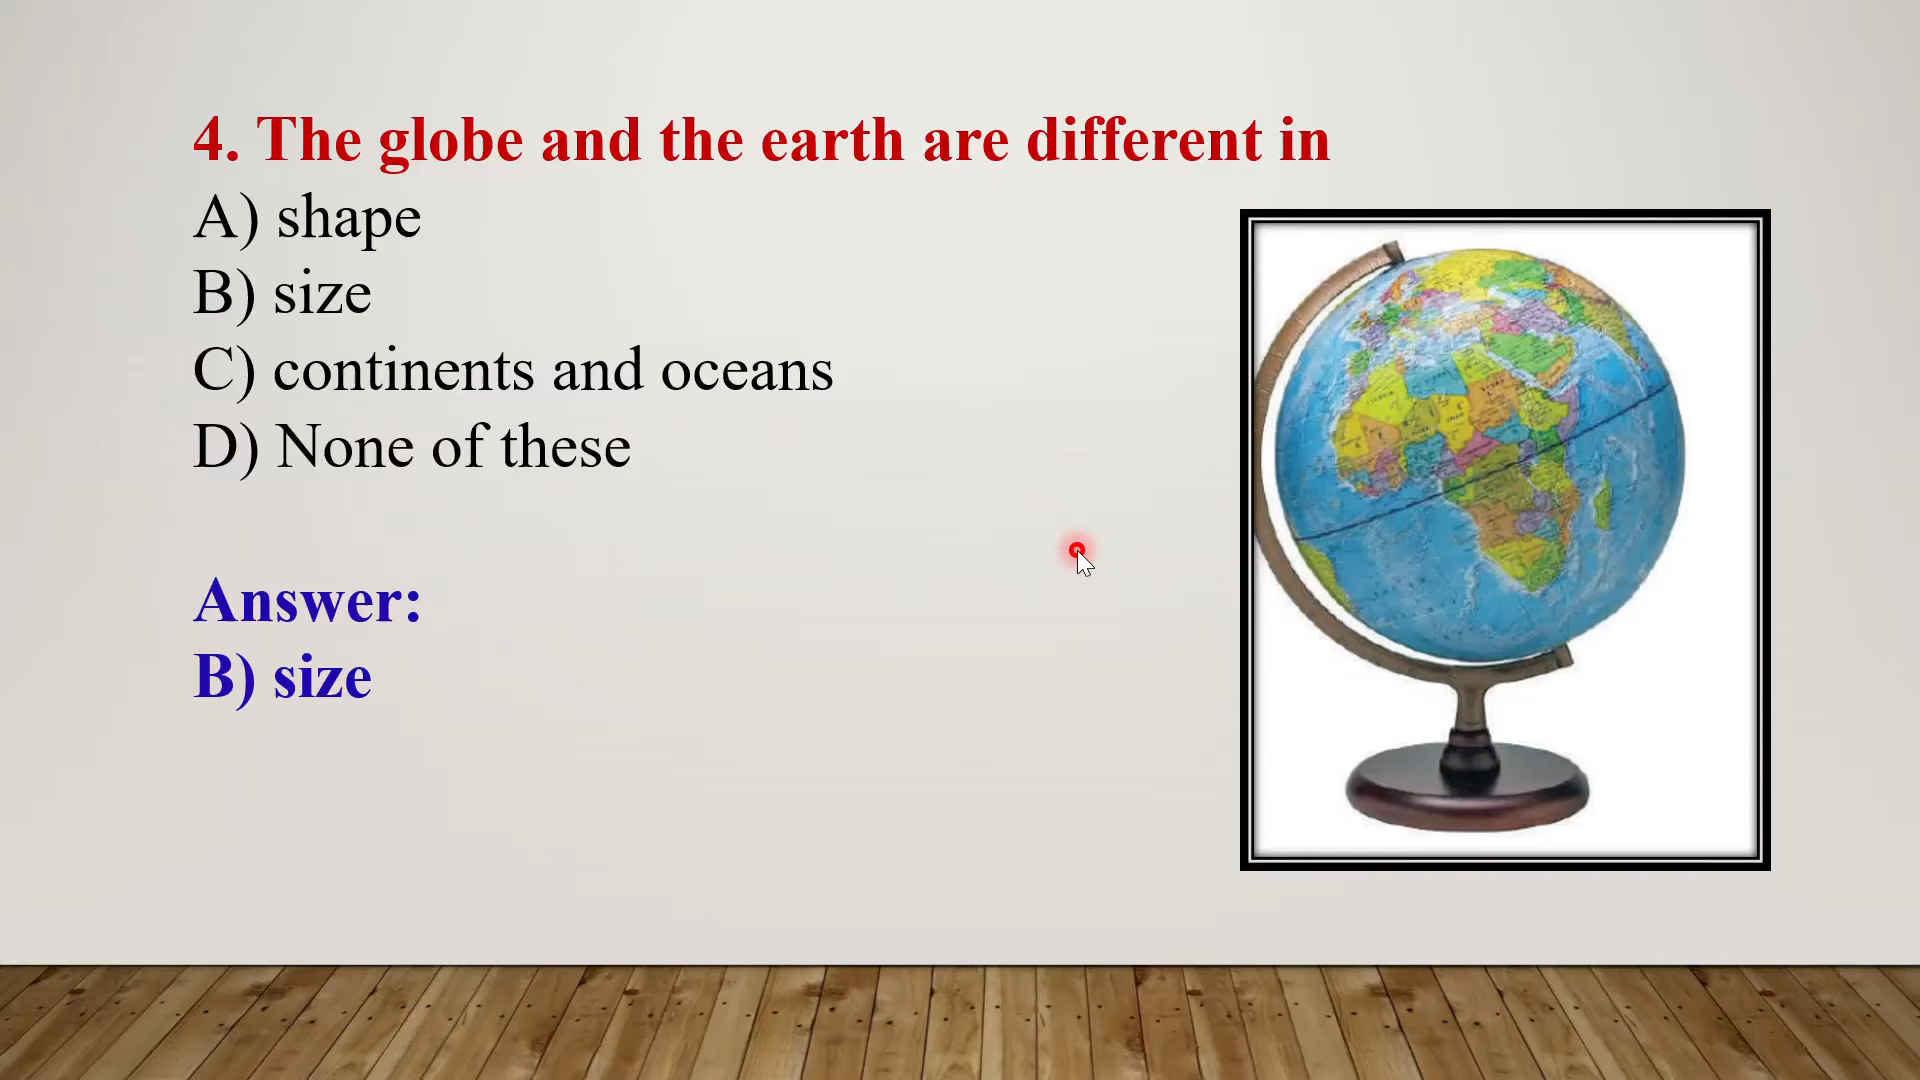 4. The globe and the earth are different in
A) shape
B) size
C) continents and oceans
D) None of these
Answer:
B) size